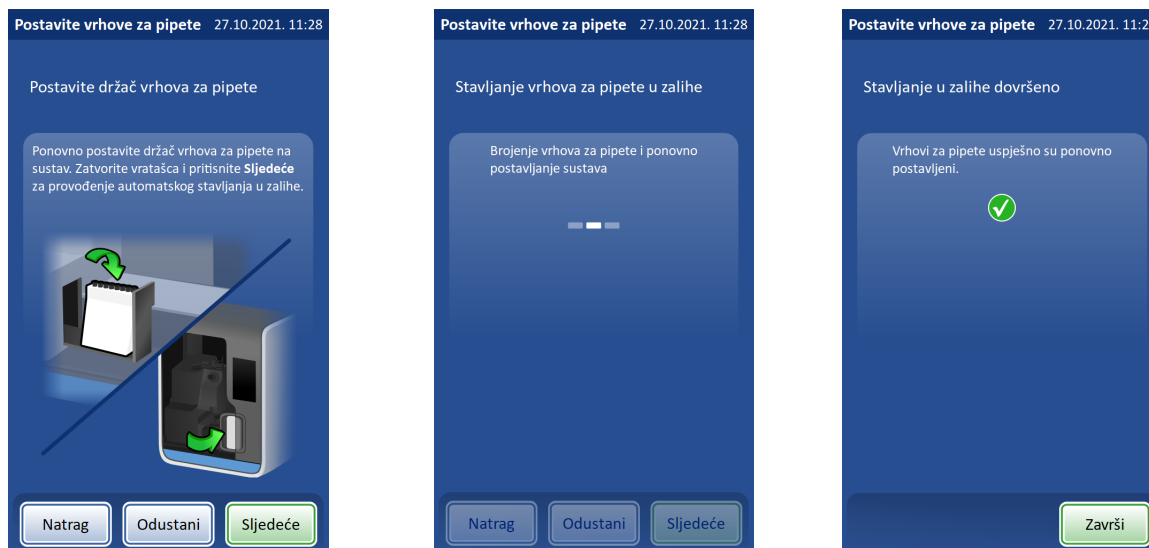 Postavite vrhove za pipete 27.10.2021. 11:28
Postavite držač vrhova za pipete
Ponovno postavite držač vrhova za pipete na
sustav. Zatvorite vratašca i pritisnite Sljedeće
za provođenje automatskog stavljanja u zalihe.
Natrag Odustani Sljedeće
Postavite vrhove za pipete 27.10.2021. 11:28
Stavljanje vrhova za pipete u zalihe
Brojenje vrhova za pipete i ponovno
postavljanje sustava
Natrag Odustani Sljedeće
Postavite vrhove za pipete 27.10.2021. 11:2
Stavljanje u zalihe dovršeno
Vrhovi za pipete uspješno su ponovno
postavljeni.
Završi